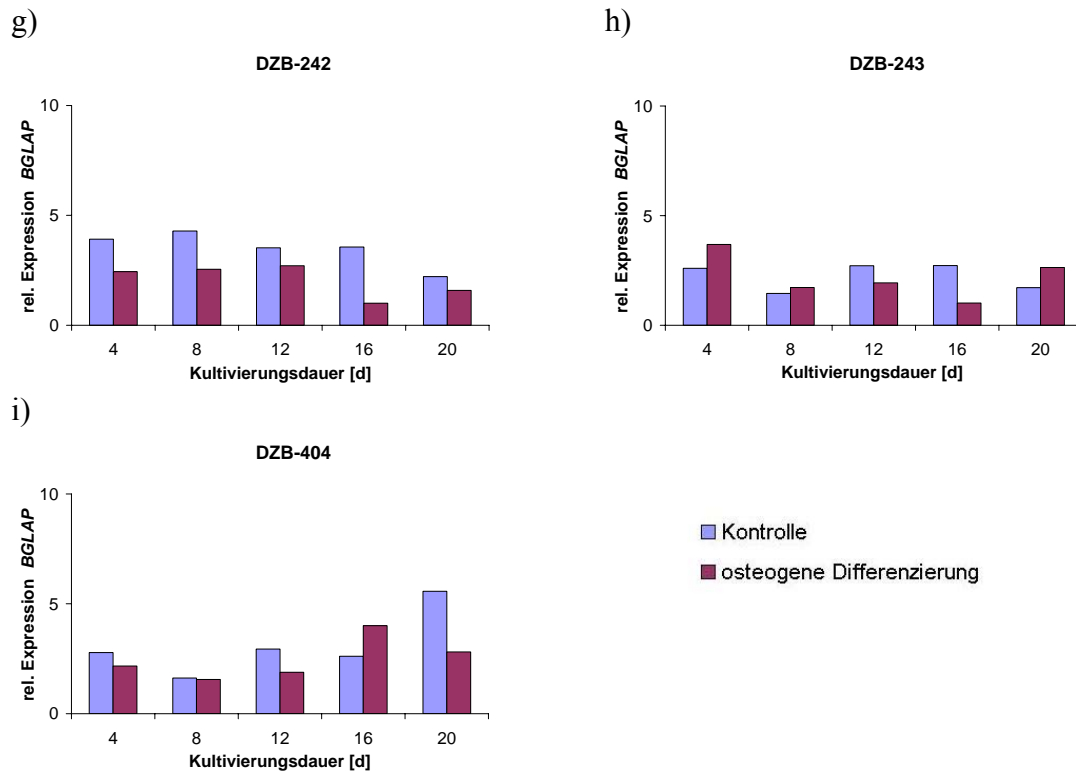 g)
DZB-242
rel. Expression BGLAP
10
5
0
4 8 12 16 20
Kultivierungsdauer [d]
h)
DZB-243
rel. Expression BGLAP
10
5
0
4 8 12 16 20
Kultivierungsdauer [d]
i)
DZB-404
rel. Expression BGLAP
10
5
0
4 8 12 16 20
Kultivierungsdauer [d]
Kontrolle
osteogene Differenzierung